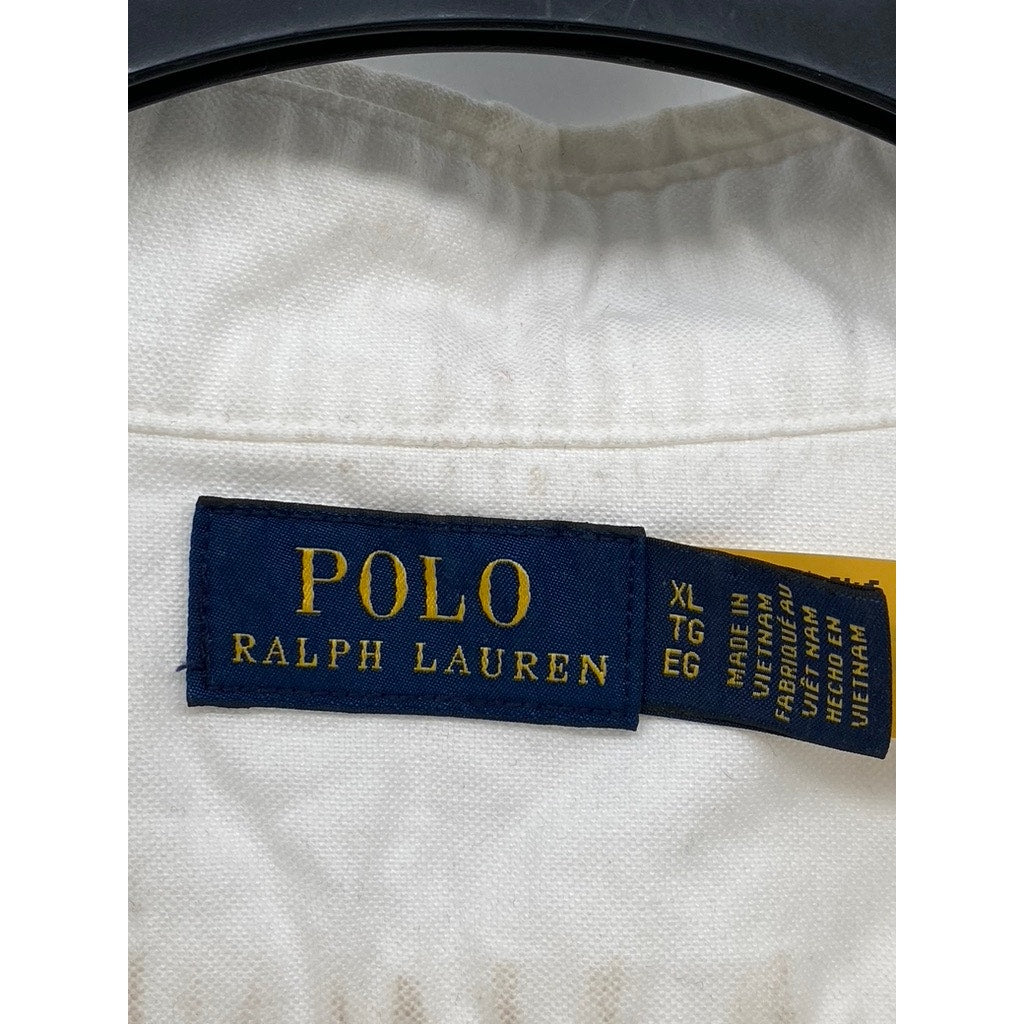 POLO
RALPH LAUREN
XL
TG
EG
MADE IN
VIETNAM
FABRIQUÉ AU
VIÊT NAM
HECHO EN
VIETNAM